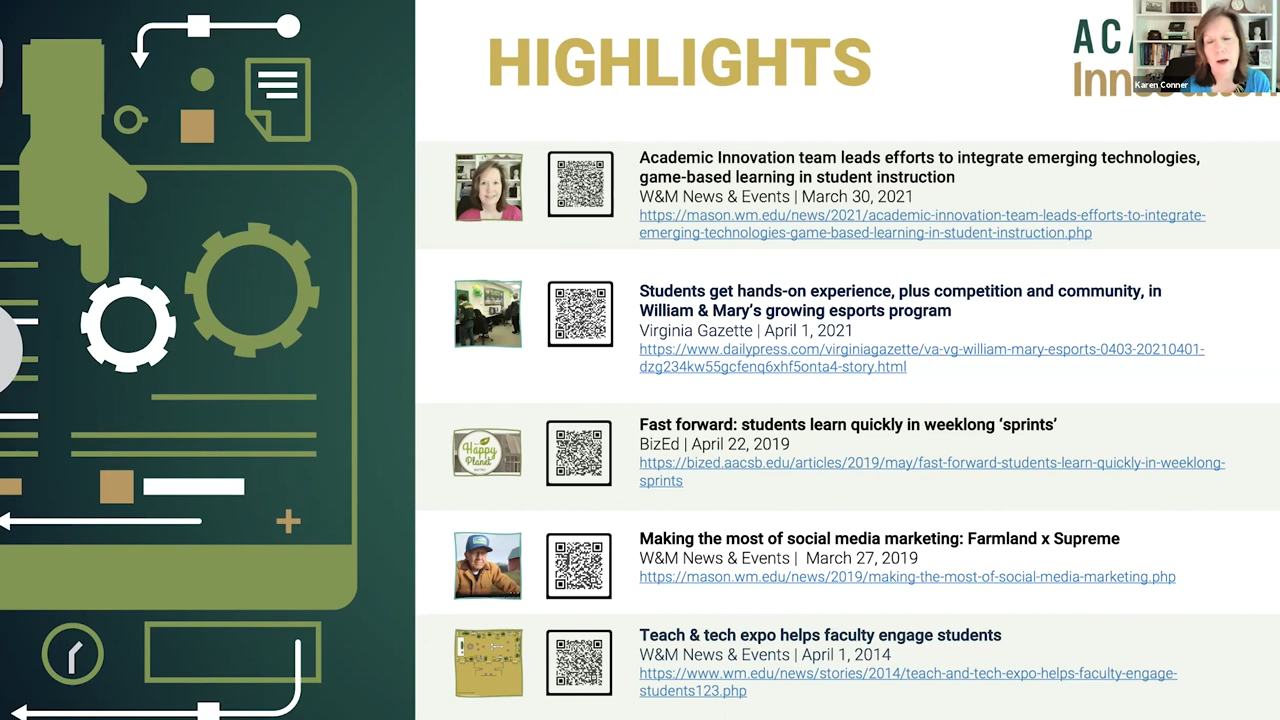 HIGHLIGHTS
Karen Conner
Academic Innovation team leads efforts to integrate emerging technologies,
game-based learning in student instruction
W&M News & Events | March 30, 2021
https://mason.wm.edu/news/2021/academic-innovation-team-leads-efforts-to-integrate-
emerging-technologies-game-based-learning-in-student-instruction.php
Students get hands-on experience, plus competition and community, in
William & Mary’s growing esports program
Virginia Gazette | April 1, 2021
https://www.dailypress.com/virginiagazette/va-vg-william-mary-esports-0403-20210401-
dzg234kw55gcfenq6xhf5onta4-story.html
Happy
Planet
Fast forward: students learn quickly in weeklong ‘sprints’
BizEd | April 22, 2019
https://bized.aacsb.edu/articles/2019/may/fast-forward-students-learn-quickly-in-weeklong-
sprints
Making the most of social media marketing: Farmland x Supreme
W&M News & Events | March 27, 2019
https://mason.wm.edu/news/2019/making-the-most-of-social-media-marketing.php
Teach & tech expo helps faculty engage students
W&M News & Events | April 1, 2014
https://www.wm.edu/news/stories/2014/teach-and-tech-expo-helps-faculty-engage-
students123.php